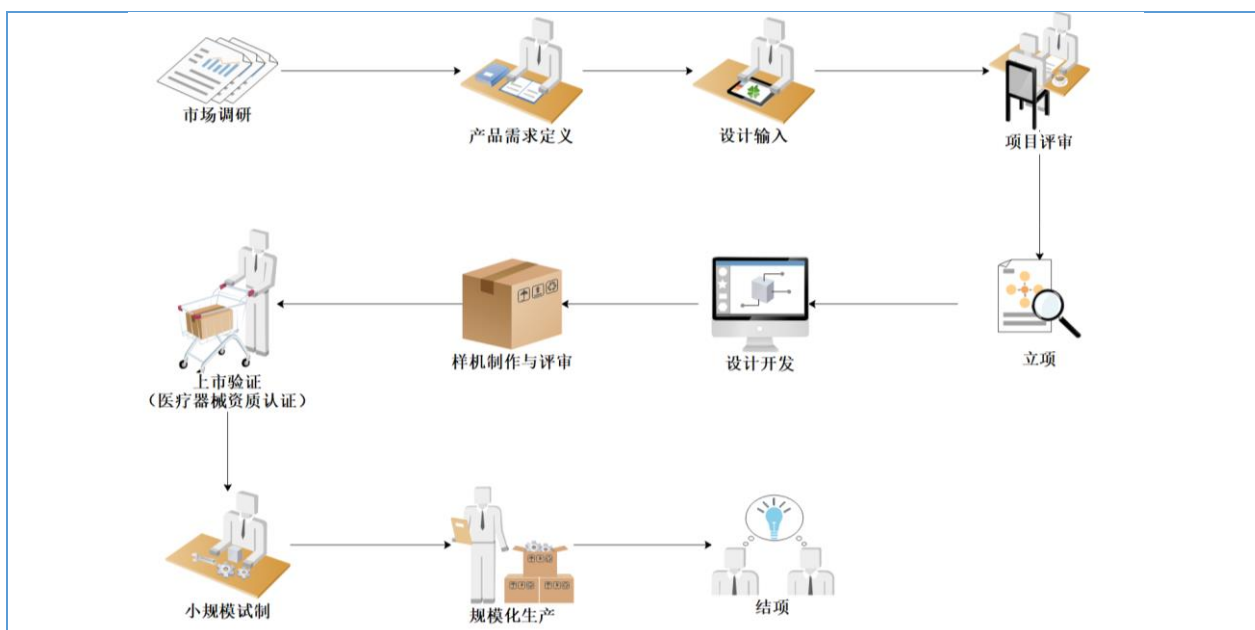 市场调研
产品需求定义
设计输入
项目评审
立项
设计开发
样机制作与评审
上市验证
（医疗器械资质认证）
小规模试制
规模化生产
结项